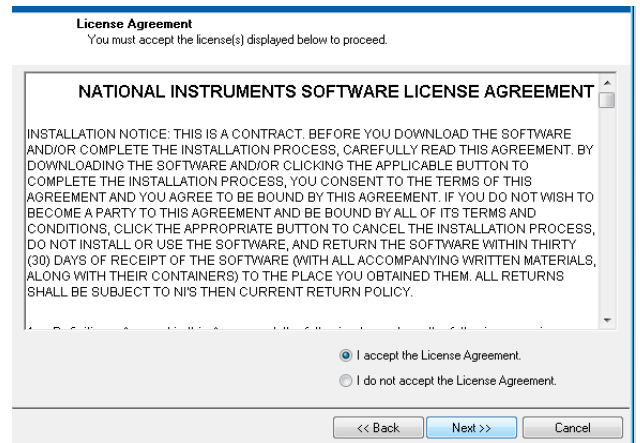 License Agreement
You must accept the license(s) displayed below to proceed.
NATIONAL INSTRUMENTS SOFTWARE LICENSE AGREEMENT
INSTALLATION NOTICE: THIS IS A CONTRACT. BEFORE YOU DOWNLOAD THE SOFTWARE
AND/OR COMPLETE THE INSTALLATION PROCESS, CAREFULLY READ THIS AGREEMENT. BY
DOWNLOADING THE SOFTWARE AND/OR CLICKING THE APPLICABLE BUTTON TO
COMPLETE THE INSTALLATION PROCESS, YOU CONSENT TO THE TERMS OF THIS
AGREEMENT AND YOU AGREE TO BE BOUND BY THIS AGREEMENT. IF YOU DO NOT WISH TO
BECOME A PARTY TO THIS AGREEMENT AND BE BOUND BY ALL OF ITS TERMS AND
CONDITIONS, CLICK THE APPROPRIATE BUTTON TO CANCEL THE INSTALLATION PROCESS,
DO NOT INSTALL OR USE THE SOFTWARE, AND RETURN THE SOFTWARE WITHIN THIRTY
(30) DAYS OF RECEIPT OF THE SOFTWARE (WITH ALL ACCOMPANYING WRITTEN MATERIALS,
ALONG WITH THEIR CONTAINERS) TO THE PLACE YOU OBTAINED THEM. ALL RETURNS
SHALL BE SUBJECT TO NI'S THEN CURRENT RETURN POLICY.
I accept the License Agreement.
I do not accept the License Agreement.
<< Back
Next >>
Cancel